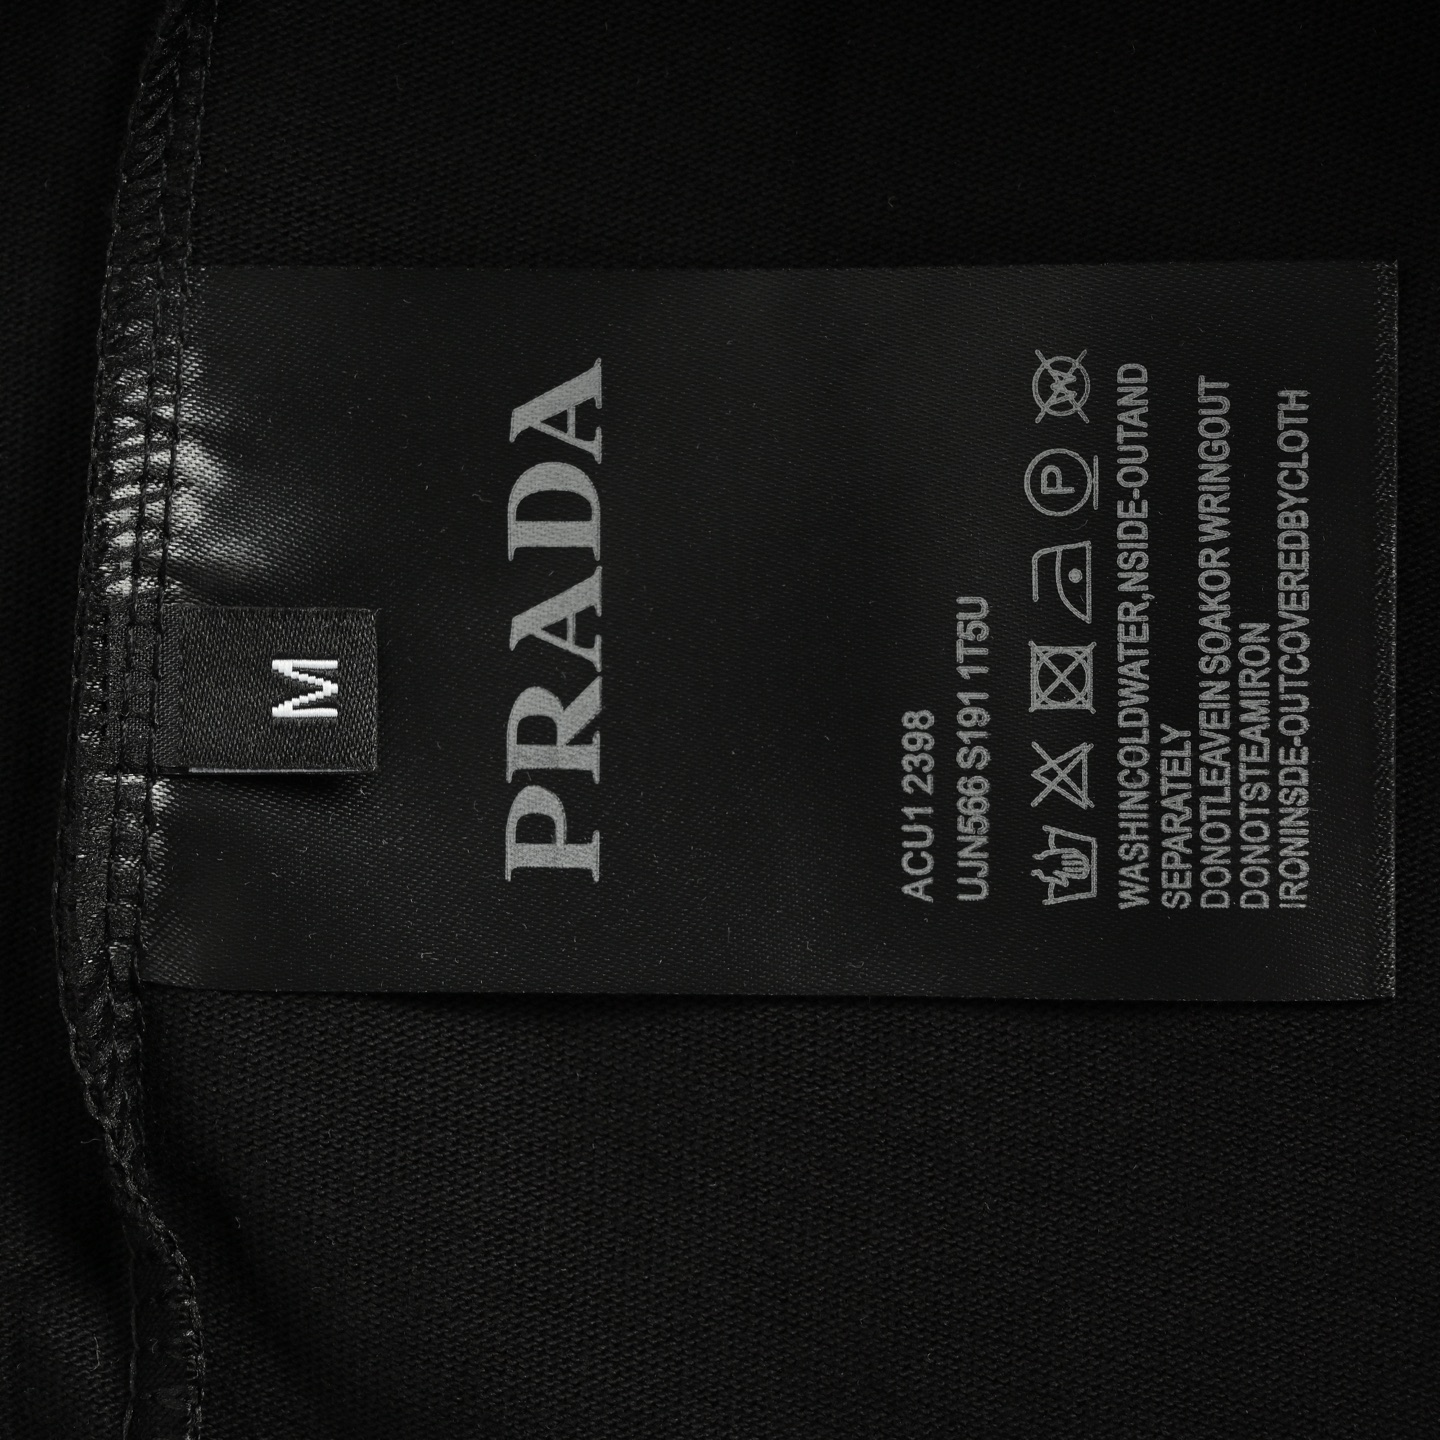 M
PRADA
ACU1 2398
UJN566 S191 1T5U
P
WASHINCOLDWATER,NSIDE-OUTAND
SEPARATELY
DONOTLEAVEIN SOAKOR WRINGOUT
DONOTSTEAMIRON
IRONINSDE-OUTCOVEREDBYCLOTH